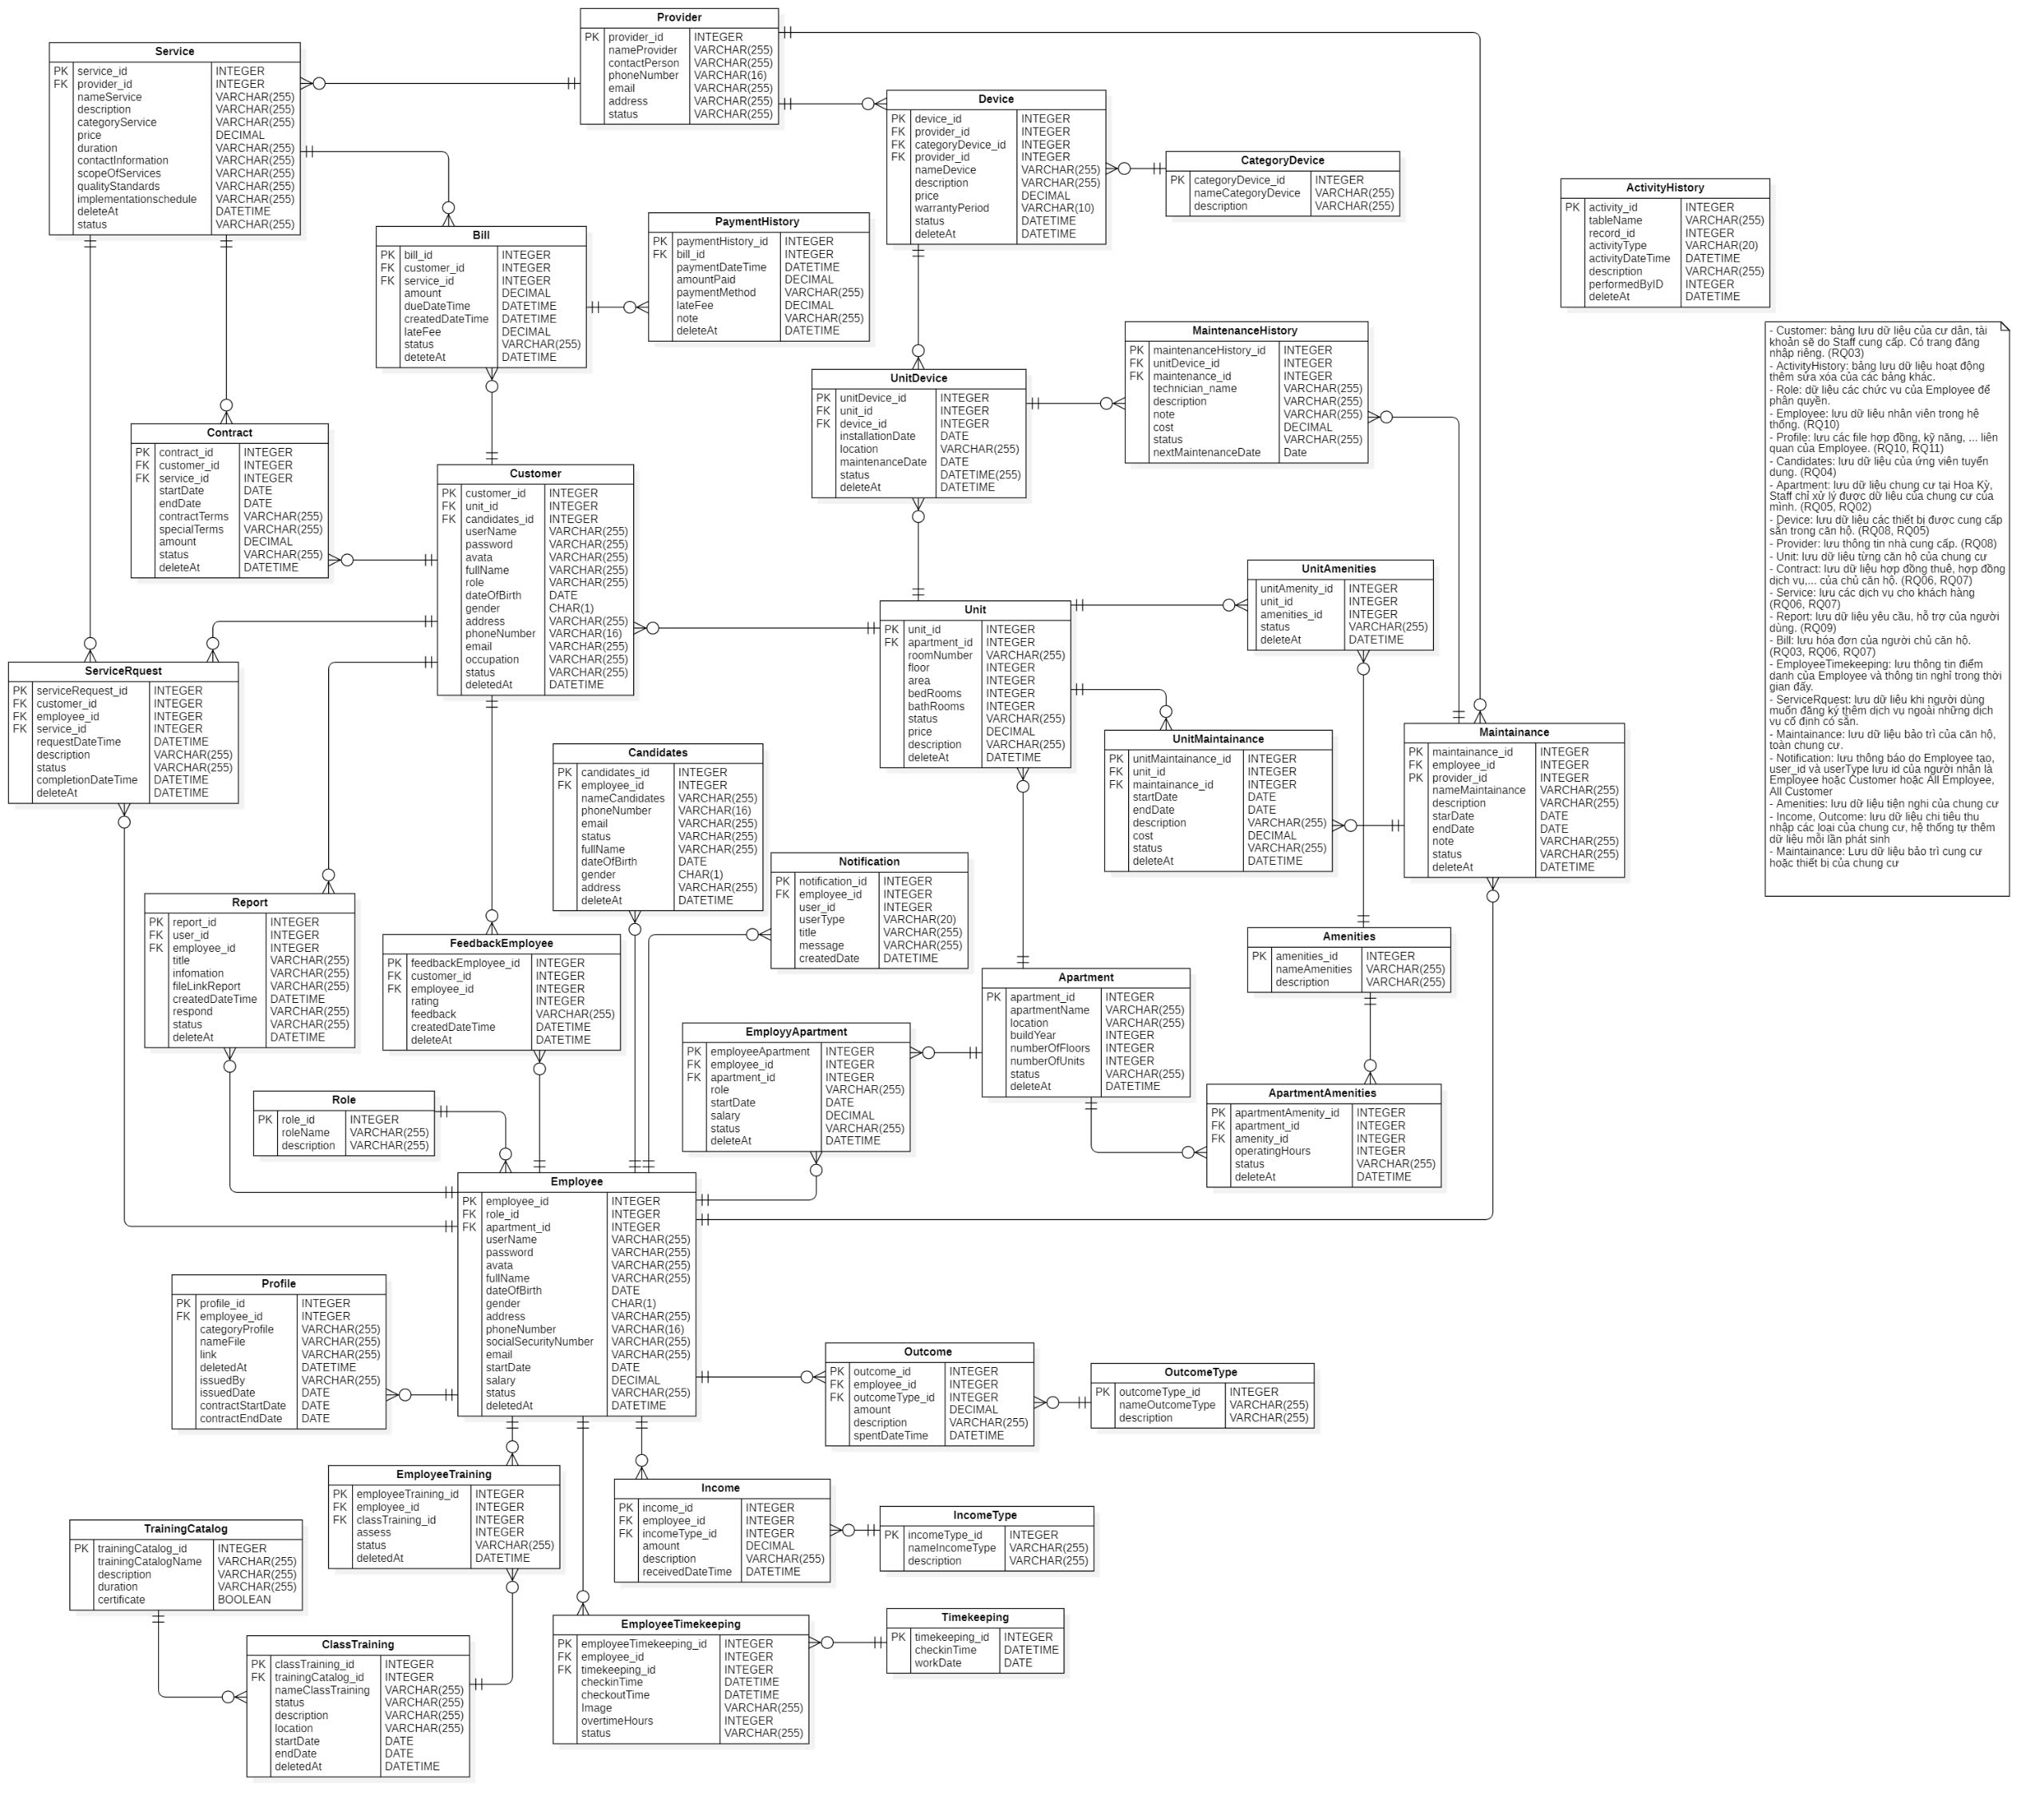 Provider
PK provider_id INTEGER
nameProvider VARCHAR(255)
contactPerson VARCHAR(255)
phoneNumber VARCHAR(16)
email VARCHAR(255)
address VARCHAR(255)
status VARCHAR(255)
Service
PK service_id INTEGER
FK provider_id INTEGER
nameService VARCHAR(255)
description VARCHAR(255)
categoryService VARCHAR(255)
price DECIMAL
duration VARCHAR(255)
contactInformation VARCHAR(255)
scopeOfServices VARCHAR(255)
qualityStandards VARCHAR(255)
implementationschedule VARCHAR(255)
deleteAt DATETIME
status VARCHAR(255)
Device
PK device_id INTEGER
FK provider_id INTEGER
FK categoryDevice_id INTEGER
FK provider_id INTEGER
nameDevice VARCHAR(255)
description VARCHAR(255)
price DECIMAL
warrantyPeriod VARCHAR(10)
status DATETIME
deleteAt DATETIME
CategoryDevice
PK categoryDevice_id INTEGER
nameCategoryDevice VARCHAR(255)
description VARCHAR(255)
ActivityHistory
PK activity_id INTEGER
tableName VARCHAR(255)
record_id INTEGER
activityType VARCHAR(20)
activityDateTime DATETIME
description VARCHAR(255)
performedByID INTEGER
deleteAt DATETIME
Bill
PK bill_id INTEGER
FK customer_id INTEGER
FK service_id INTEGER
amount DECIMAL
dueDateTime DATETIME
createdDateTime DATETIME
lateFee DECIMAL
status VARCHAR(255)
deteteAt DATETIME
PaymentHistory
PK paymentHistory_id INTEGER
FK bill_id INTEGER
paymentDateTime DATETIME
amountPaid DECIMAL
paymentMethod VARCHAR(255)
lateFee DECIMAL
note VARCHAR(255)
deleteAt DATETIME
MaintenanceHistory
PK maintenanceHistory_id INTEGER
FK unitDevice_id INTEGER
FK maintenance_id INTEGER
technician_name VARCHAR(255)
description VARCHAR(255)
note VARCHAR(255)
cost DECIMAL
status VARCHAR(255)
nextMaintenanceDate Date
- Customer: bảng lưu dữ liệu của cư dân, tài
khoản sẽ do Staff cung cấp. Có trang đăng
nhập riêng. (RQ03)
- ActivityHistory: bảng lưu dữ liệu hoạt động
thêm sửa xóa của các bảng khác.
- Role: dữ liệu các chức vụ của Employee để
phân quyền.
- Employee: lưu dữ liệu nhân viên trong hệ
thống. (RQ10)
- Profile: lưu các file hợp đồng, kỹ năng, ... liên
quan của Employee. (RQ10, RQ11)
- Candidates: lưu dữ liệu của ứng viên tuyển
dung. (RQ04)
- Apartment: lưu dữ liệu chung cư tại Hoa Kỳ,
Staff chỉ xử lý được dữ liệu của chung cư của
mình. (RQ05, RQ02)
- Device: lưu dữ liệu các thiết bị được cung cấp
sẵn trong căn hộ. (RQ08, RQ05)
- Provider: lưu thông tin nhà cung cấp. (RQ08)
- Unit: lưu dữ liệu từng căn hộ của chung cư
- Contract: lưu dữ liệu hợp đồng thuê, hợp đồng
dịch vụ,... của chủ căn hộ. (RQ06, RQ07)
- Service: lưu các dịch vụ cho khách hàng
(RQ06, RQ07)
- Report: lưu dữ liệu yêu cầu, hỗ trợ của người
dùng. (RQ09)
- Bill: lưu hóa đơn của người chủ căn hộ.
(RQ03, RQ06, RQ07)
- EmployeeTimekeeping: lưu thông tin điểm
danh của Employee và thông tin nghỉ trong thời
gian đấy.
- ServiceRquest: lưu dữ liệu khi người dùng
muốn đăng ký thêm dịch vụ ngoài những dịch
vụ cố định có sẵn.
- Maintainance: lưu dữ liệu bảo trì của căn hộ,
toàn chung cư.
- Notification: lưu thông báo do Employee tạo,
user_id và userType lưu id của người nhận là
Employee hoặc Customer hoặc All Employee,
All Customer
- Amenities: lưu dữ liệu tiện nghi của chung cư
- Income, Outcome: lưu dữ liệu chi tiêu thu
nhập các loại của chung cư, hệ thống tự thêm
dữ liệu mỗi lần phát sinh
- Maintainance: Lưu dữ liệu bảo trì cung cư
hoặc thiết bị của chung cư
UnitDevice
PK unitDevice_id INTEGER
FK unit_id INTEGER
FK device_id INTEGER
installationDate DATE
location VARCHAR(255)
maintenanceDate DATE
status DATETIME(255)
deleteAt DATETIME
Contract
PK contract_id INTEGER
FK customer_id INTEGER
FK service_id INTEGER
startDate DATE
endDate DATE
contractTerms VARCHAR(255)
specialTerms VARCHAR(255)
amount DECIMAL
status VARCHAR(255)
deleteAt DATETIME
Customer
PK customer_id INTEGER
FK unit_id INTEGER
FK candidates_id INTEGER
userName VARCHAR(255)
password VARCHAR(255)
avata VARCHAR(255)
fullName VARCHAR(255)
role VARCHAR(255)
dateOfBirth DATE
gender CHAR(1)
address VARCHAR(255)
phoneNumber VARCHAR(16)
email VARCHAR(255)
occupation VARCHAR(255)
status VARCHAR(255)
deletedAt DATETIME
UnitAmenities
unitAmenity_id INTEGER
unit_id INTEGER
amenities_id INTEGER
status VARCHAR(255)
deleteAt DATETIME
Unit
PK unit_id INTEGER
FK apartment_id INTEGER
roomNumber VARCHAR(255)
floor INTEGER
area INTEGER
bedRooms INTEGER
bathRooms INTEGER
status VARCHAR(255)
price DECIMAL
description VARCHAR(255)
deleteAt DATETIME
ServiceRquest
PK serviceRequest_id INTEGER
FK customer_id INTEGER
FK employee_id INTEGER
FK service_id INTEGER
requestDateTime DATETIME
description VARCHAR(255)
status VARCHAR(255)
completionDateTime DATETIME
deleteAt DATETIME
UnitMaintainance
PK unitMaintainance_id INTEGER
FK unit_id INTEGER
FK maintainance_id INTEGER
startDate DATE
endDate DATE
description VARCHAR(255)
cost DECIMAL
status VARCHAR(255)
deleteAt DATETIME
Maintainance
PK maintainance_id INTEGER
FK employee_id INTEGER
PK provider_id INTEGER
nameMaintainance VARCHAR(255)
description VARCHAR(255)
starDate DATE
endDate DATE
note VARCHAR(255)
status VARCHAR(255)
deleteAt DATETIME
Candidates
PK candidates_id INTEGER
FK employee_id INTEGER
nameCandidates VARCHAR(255)
phoneNumber VARCHAR(16)
email VARCHAR(255)
status VARCHAR(255)
fullName VARCHAR(255)
dateOfBirth DATE
gender CHAR(1)
address VARCHAR(255)
deleteAt DATETIME
Notification
PK notification_id INTEGER
FK employee_id INTEGER
user_id INTEGER
userType VARCHAR(20)
title VARCHAR(255)
message VARCHAR(255)
createdDate DATETIME
Report
PK report_id INTEGER
FK user_id INTEGER
FK employee_id INTEGER
title VARCHAR(255)
infomation VARCHAR(255)
fileLinkReport VARCHAR(255)
createdDateTime DATETIME
respond VARCHAR(255)
status VARCHAR(255)
deleteAt DATETIME
FeedbackEmployee
PK feedbackEmployee_id INTEGER
FK customer_id INTEGER
FK employee_id INTEGER
rating INTEGER
feedback VARCHAR(255)
createdDateTime DATETIME
deleteAt DATETIME
Amenities
PK amenities_id INTEGER
nameAmenities VARCHAR(255)
description VARCHAR(255)
Apartment
PK apartment_id INTEGER
apartmentName VARCHAR(255)
location VARCHAR(255)
buildYear INTEGER
numberOfFloors INTEGER
numberOfUnits INTEGER
status VARCHAR(255)
deleteAt DATETIME
EmployyApartment
PK employeeApartment INTEGER
FK employee_id INTEGER
FK apartment_id INTEGER
role VARCHAR(255)
startDate DATE
salary DECIMAL
status VARCHAR(255)
deleteAt DATETIME
ApartmentAmenities
PK apartmentAmenity_id INTEGER
FK apartment_id INTEGER
FK amenity_id INTEGER
operatingHours INTEGER
status VARCHAR(255)
deleteAt DATETIME
Role
PK role_id INTEGER
roleName VARCHAR(255)
description VARCHAR(255)
Employee
PK employee_id INTEGER
FK role_id INTEGER
FK apartment_id INTEGER
userName VARCHAR(255)
password VARCHAR(255)
avata VARCHAR(255)
fullName VARCHAR(255)
dateOfBirth DATE
gender CHAR(1)
address VARCHAR(255)
phoneNumber VARCHAR(16)
socialSecurityNumber VARCHAR(255)
email VARCHAR(255)
startDate DATE
salary DECIMAL
status VARCHAR(255)
deletedAt DATETIME
Profile
PK profile_id INTEGER
FK employee_id INTEGER
categoryProfile VARCHAR(255)
nameFile VARCHAR(255)
link VARCHAR(255)
deletedAt DATETIME
issuedBy VARCHAR(255)
issuedDate DATE
contractStartDate DATE
contractEndDate DATE
Outcome
PK outcome_id INTEGER
FK employee_id INTEGER
FK outcomeType_id INTEGER
amount DECIMAL
description VARCHAR(255)
spentDateTime DATETIME
OutcomeType
PK outcomeType_id INTEGER
nameOutcomeType VARCHAR(255)
description VARCHAR(255)
EmployeeTraining
PK employeeTraining_id INTEGER
FK employee_id INTEGER
FK classTraining_id INTEGER
assess INTEGER
status VARCHAR(255)
deletedAt DATETIME
Income
PK income_id INTEGER
FK employee_id INTEGER
FK incomeType_id INTEGER
amount DECIMAL
description VARCHAR(255)
receivedDateTime DATETIME
IncomeType
PK incomeType_id INTEGER
nameIncomeType VARCHAR(255)
description VARCHAR(255)
TrainingCatalog
PK trainingCatalog_id INTEGER
trainingCatalogName VARCHAR(255)
description VARCHAR(255)
duration VARCHAR(255)
certificate BOOLEAN
EmployeeTimekeeping
PK employeeTimekeeping_id INTEGER
FK employee_id INTEGER
FK timekeeping_id INTEGER
checkinTime DATETIME
checkoutTime DATETIME
Image VARCHAR(255)
overtimeHours INTEGER
status VARCHAR(255)
Timekeeping
PK timekeeping_id INTEGER
checkinTime DATETIME
workDate DATE
ClassTraining
PK classTraining_id INTEGER
FK trainingCatalog_id INTEGER
nameClassTraining VARCHAR(255)
status VARCHAR(255)
description VARCHAR(255)
location VARCHAR(255)
startDate DATE
endDate DATE
deletedAt DATETIME